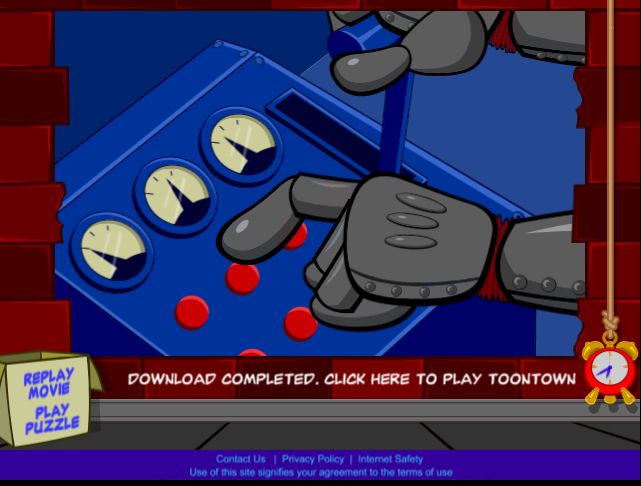 REPLAY
MOVIE
PLAY
PUZZLE
DOWNLOAD COMPLETED. CLICK HERE TO PLAY TOONTOWN
Contact Us | Privacy Policy | Internet Safety
Use of this site signifies your agreement to the terms of use